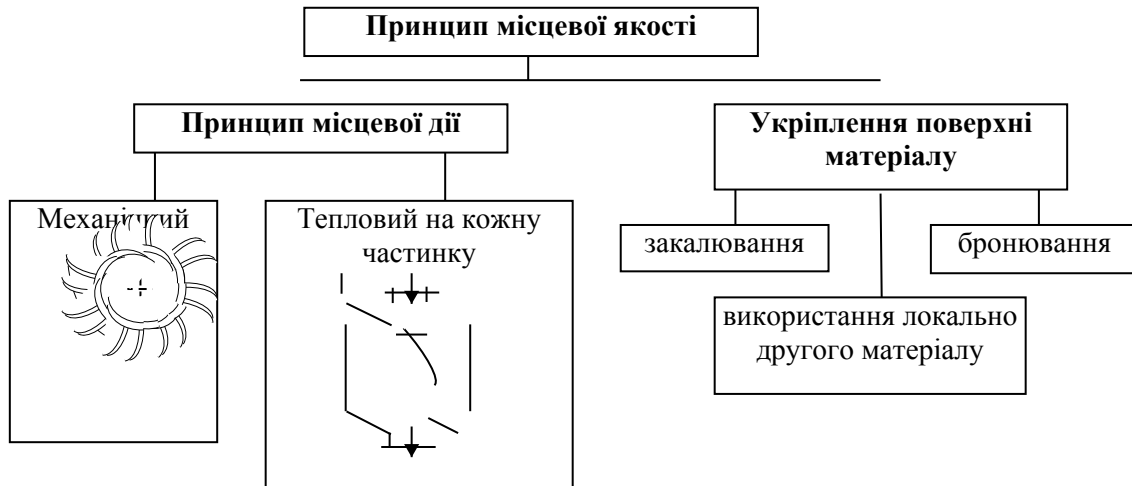 Принцип місцевої якості
Принцип місцевої дії
Укріплення поверхні
матеріалу
Механічний
Тепловий на кожну
частинку
закалювання
бронювання
використання локально
другого матеріалу